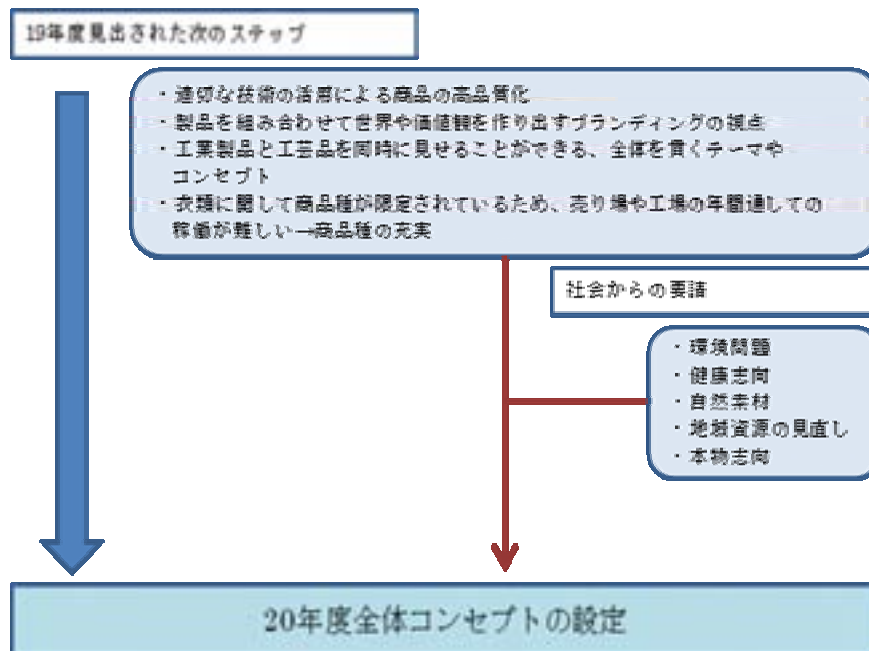 19年度見出された次のステップ
・適切な技術の活用による商品の高品質化
・製品を組み合わせて世界や価値観を作り出すブランディングの視点
・工業製品と工芸品を同時に見せることができる、全体を貫くテーマや
コンセプト
・衣類に関して商品種が限定されているため、売り場や工場の年間通しての
稼働が難しい→商品種の充実
社会からの要請
・環境問題
・健康志向
・自然素材
・地域資源の見直し
・本物志向
20年度全体コンセプトの設定